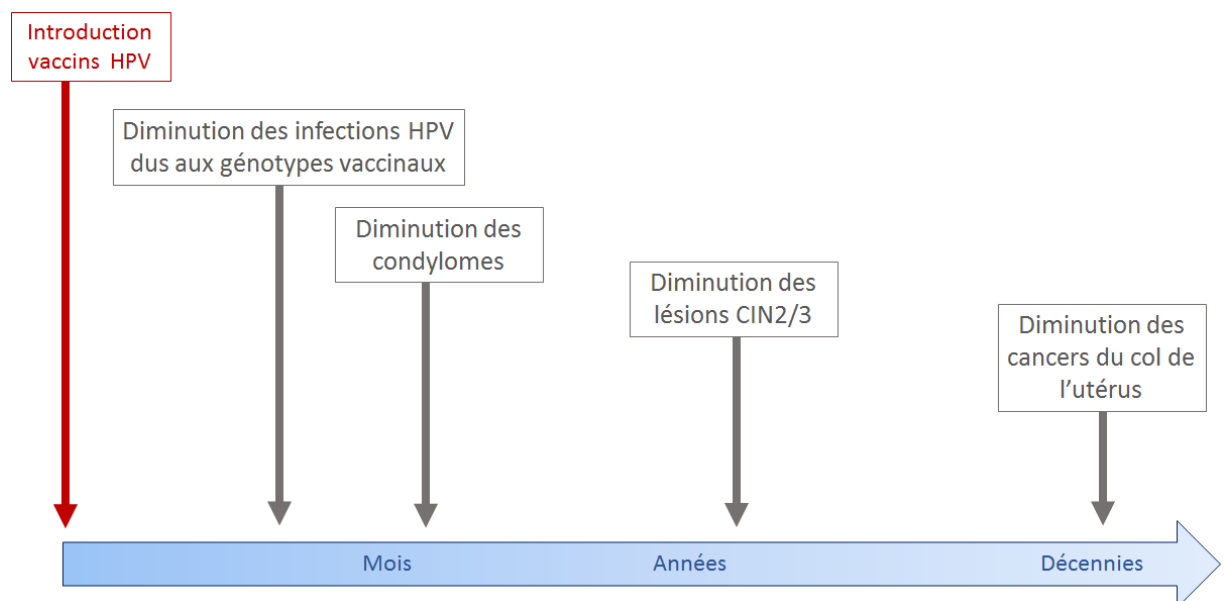 Introduction
vaccins HPV
Diminution des infections HPV
dus aux génotypes vaccinaux
Diminution des
condylomes
Diminution des
lésions CIN2/3
Diminution des
cancers du col de
l’utérus
Mois
Années
Décennies